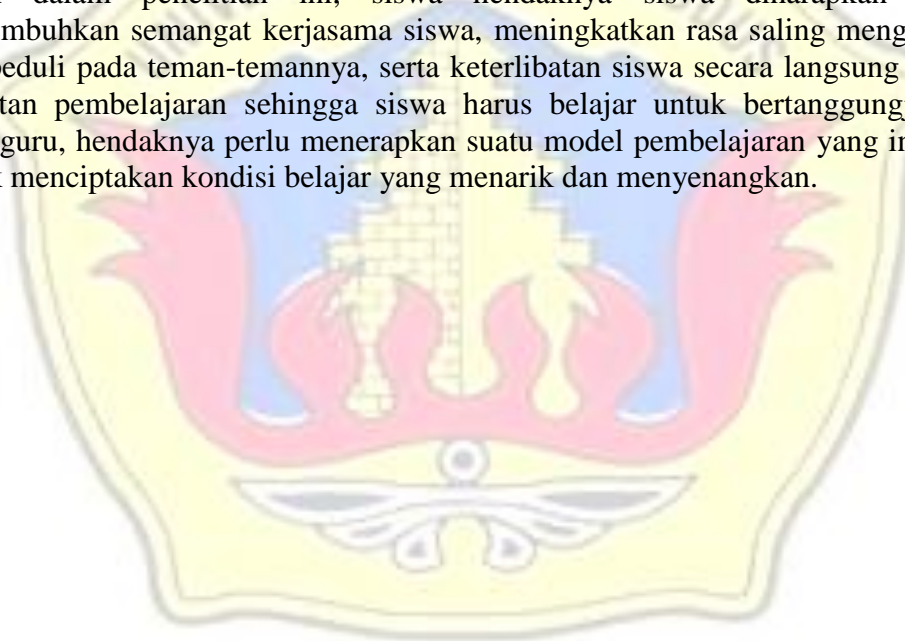 dalam penelitian ini, siswa hendaknya siswa diharapkan
mbuhkan semangat kerjasama siswa, meningkatkan rasa saling meng
peduli pada teman-temannya, serta keterlibatan siswa secara langsung
tan pembelajaran sehingga siswa harus belajar untuk bertanggungj
guru, hendaknya perlu menerapkan suatu model pembelajaran yang in
k menciptakan kondisi belajar yang menarik dan menyenangkan.